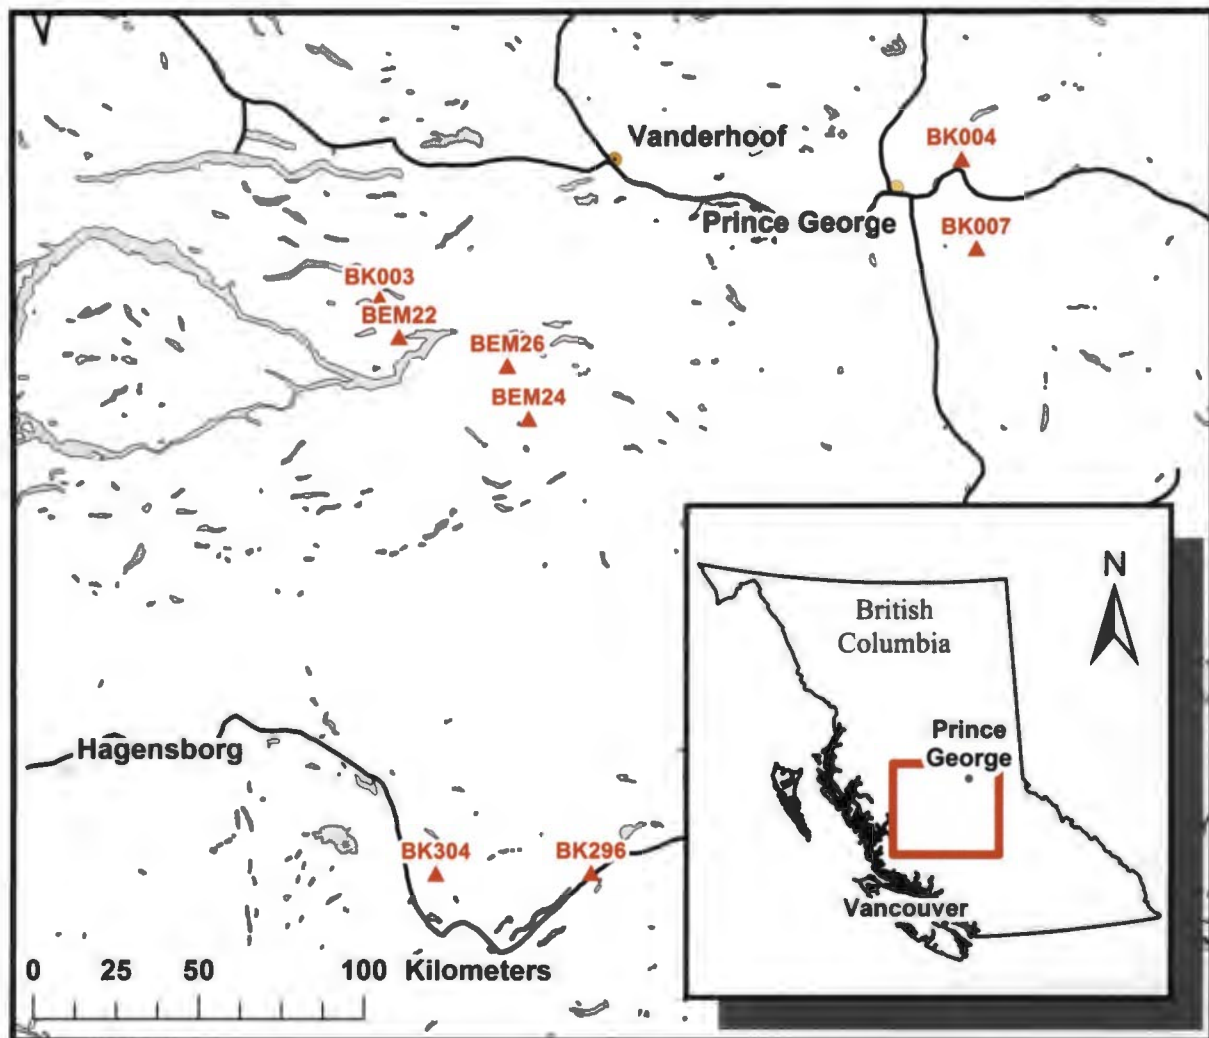 Vanderhoof
BK004
Prince George
BK007
BK003
BEM22
BEM26
BEM24
N
British
Columbia
Prince
George
Hagensborg
BK304
BK296
Vancouver
0 25 50 100 Kilometers